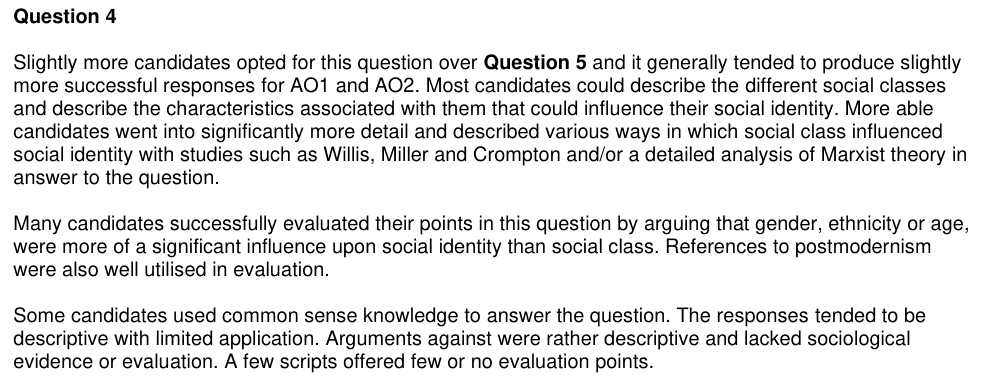 Question 4
Slightly more candidates opted for this question over Question 5 and it generally tended to produce slightly
more successful responses for AO1 and AO2. Most candidates could describe the different social classes
and describe the characteristics associated with them that could influence their social identity. More able
candidates went into significantly more detail and described various ways in which social class influenced
social identity with studies such as Willis, Miller and Crompton and/or a detailed analysis of Marxist theory in
answer to the question.
Many candidates successfully evaluated their points in this question by arguing that gender, ethnicity or age,
were more of a significant influence upon social identity than social class. References to postmodernism
were also well utilised in evaluation.
Some candidates used common sense knowledge to answer the question. The responses tended to be
descriptive with limited application. Arguments against were rather descriptive and lacked sociological
evidence or evaluation. A few scripts offered few or no evaluation points.